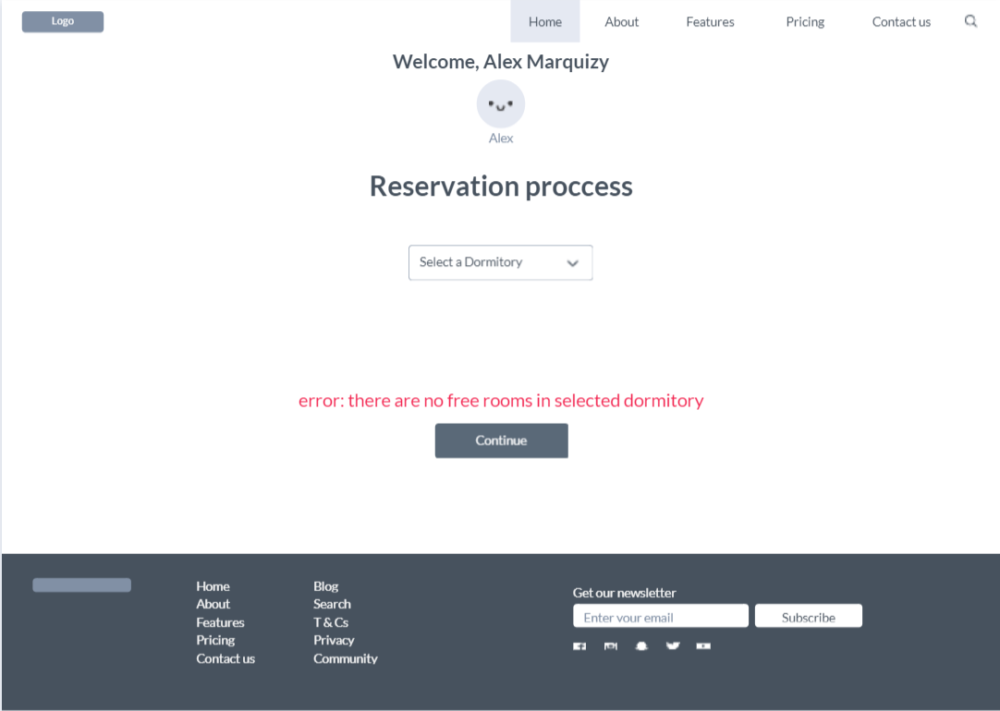 Logo
Home About Features Pricing Contact us
Welcome, Alex Marquizy
Alex
Reservation proccess
Select a Dormitory
error: there are no free rooms in selected dormitory
Continue
Home
About
Features
Pricing
Contact us
Blog
Search
T & Cs
Privacy
Community
Get our newsletter
Enter your email
Subscribe